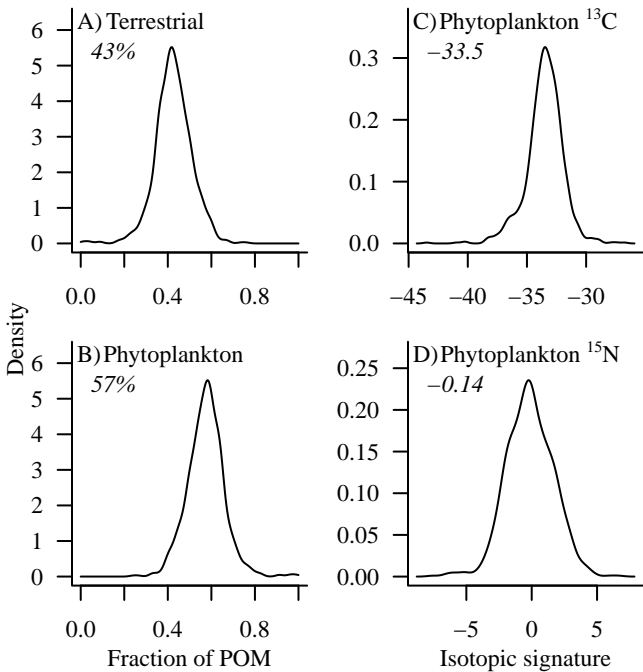 A) Terrestrial
43%
6
5
4
3
2
1
0
0.0 0.4 0.8
C) Phytoplankton ¹³C
−33.5
0.3
0.2
0.1
0.0
−45 −40 −35 −30
Density
B) Phytoplankton
57%
6
5
4
3
2
1
0
0.0 0.4 0.8
Fraction of POM
D) Phytoplankton ¹⁵N
−0.14
0.25
0.20
0.15
0.10
0.05
0.00
−5 0 5
Isotopic signature